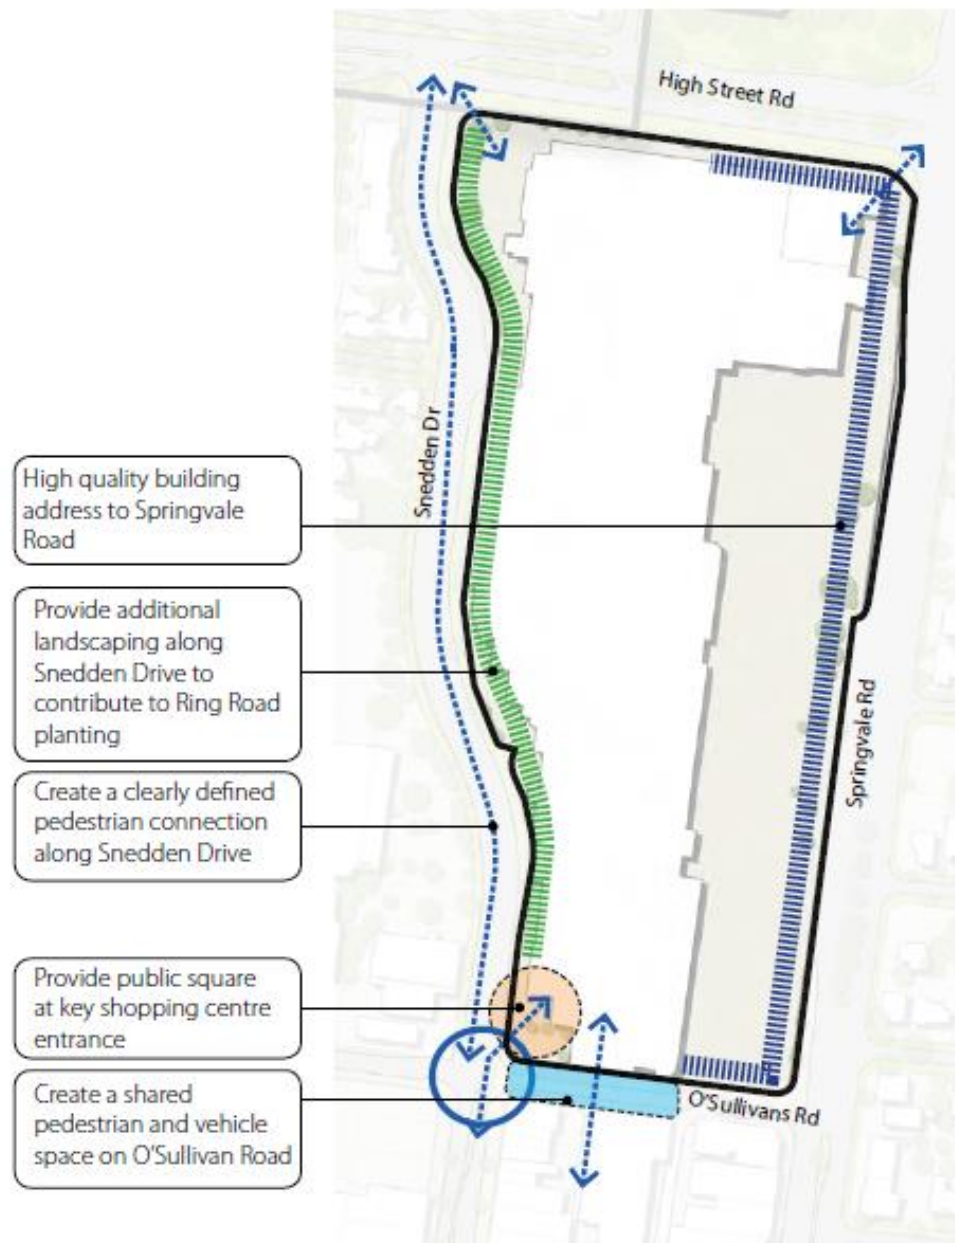 High Street Rd
Snedden Dr
High quality building
address to Springvale
Road
Provide additional
landscaping along
Snedden Drive to
contribute to Ring Road
planting
Springvale Rd
Create a clearly defined
pedestrian connection
along Snedden Drive
Provide public square
at key shopping centre
entrance
Create a shared
pedestrian and vehicle
space on O'Sullivan Road
O'Sullivans Rd